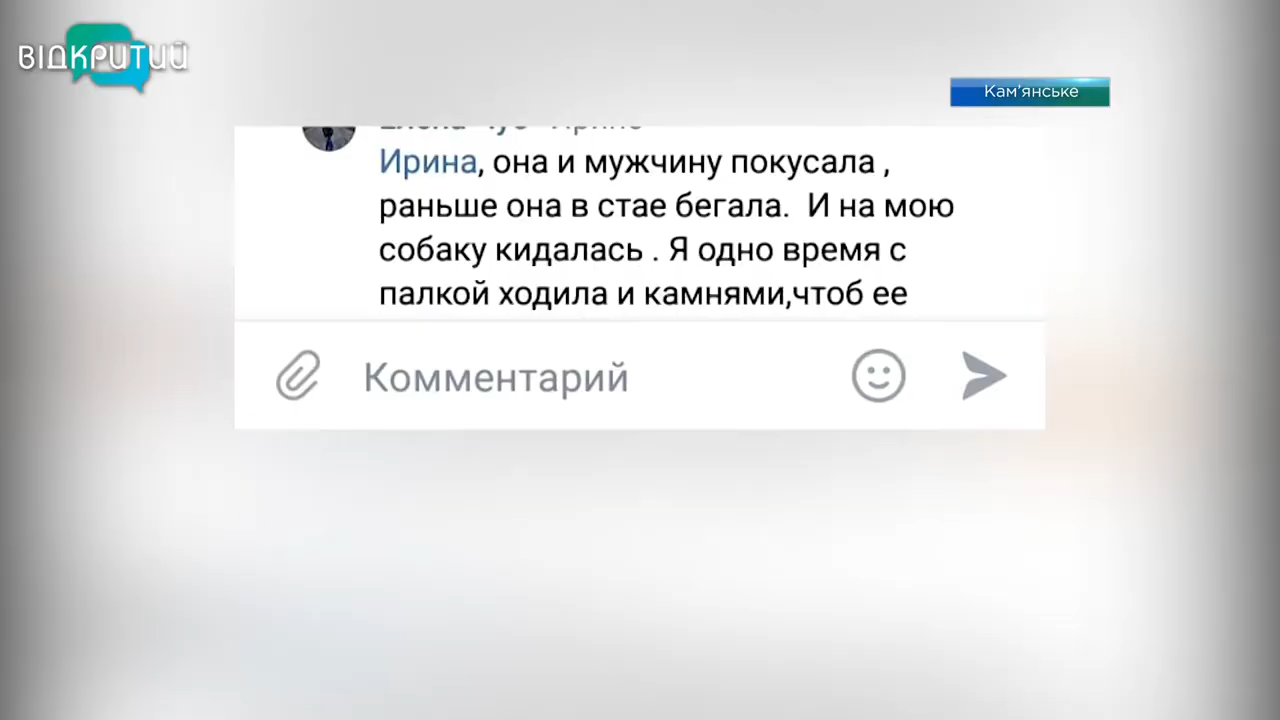 ВІДКРИТИЙ
Кам'янське
Ирина, она и мужчину покусала ,
раньше она в стае бегала.  И на мою
собаку кидалась . Я одно время с
палкой ходила и камнями,чтоб ее
Комментарий